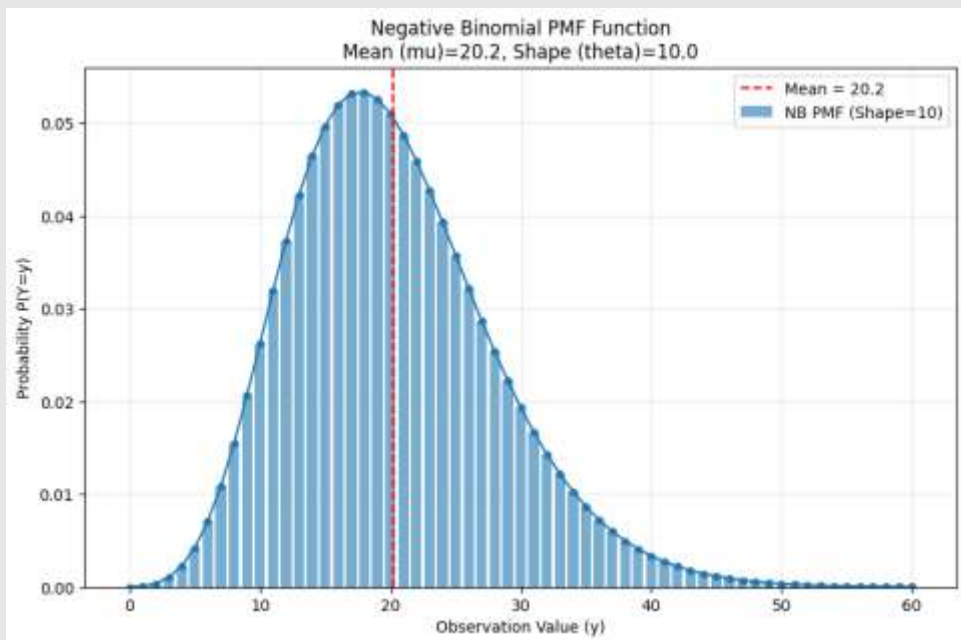 Negative Binomial PMF Function
Mean (mu)=20.2, Shape (theta)=10.0
Mean = 20.2
NB PMF (Shape=10)
Probability P(Y=y)
0.05
0.04
0.03
0.02
0.01
0.00
0 10 20 30 40 50 60
Observation Value (y)